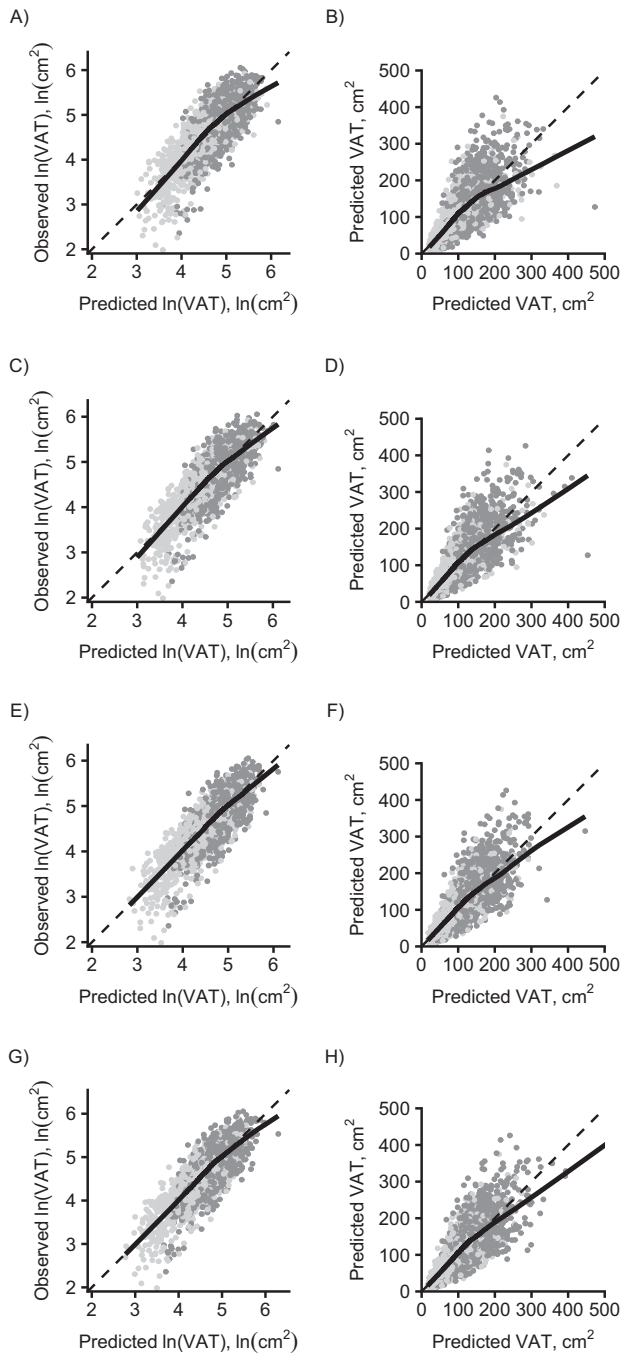 A)
Observed ln(VAT), ln(cm²)
6
5
4
3
2
2 3 4 5 6
Predicted ln(VAT), ln(cm²)
B)
Predicted VAT, cm²
500
400
300
200
100
0
0 100 200 300 400 500
Predicted VAT, cm²
C)
Observed ln(VAT), ln(cm²)
6
5
4
3
2
2 3 4 5 6
Predicted ln(VAT), ln(cm²)
D)
Predicted VAT, cm²
500
400
300
200
100
0
0 100 200 300 400 500
Predicted VAT, cm²
E)
Observed ln(VAT), ln(cm²)
6
5
4
3
2
2 3 4 5 6
Predicted ln(VAT), ln(cm²)
F)
Predicted VAT, cm²
500
400
300
200
100
0
0 100 200 300 400 500
Predicted VAT, cm²
G)
Observed ln(VAT), ln(cm²)
6
5
4
3
2
2 3 4 5 6
Predicted ln(VAT), ln(cm²)
H)
Predicted VAT, cm²
500
400
300
200
100
0
0 100 200 300 400 500
Predicted VAT, cm²